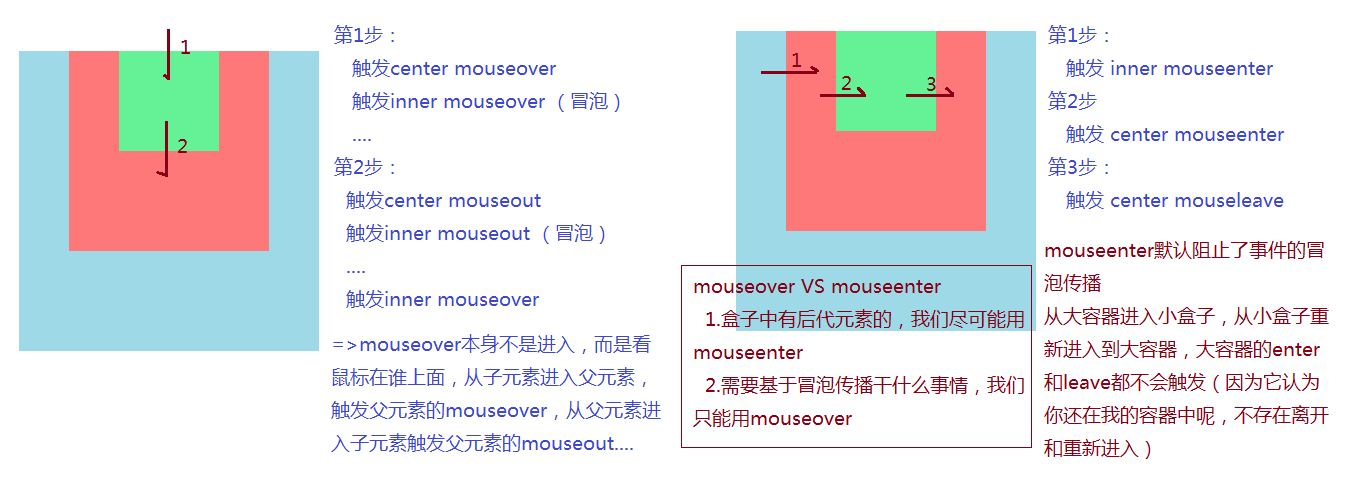 1
2
第1步：
触发center mouseover
触发inner mouseover（冒泡）
....
第2步：
触发center mouseout
触发inner mouseout（冒泡）
....
触发inner mouseover
=>mouseover本身不是进入，而是看
鼠标在谁上面，从子元素进入父元素，
触发父元素的mouseover，从父元素进
入子元素触发父元素的mouseout....
1
2
3
mouseover VS mouseenter
1.盒子中有后代元素的，我们尽可能用
mouseenter
2.需要基于冒泡传播干什么事情，我们
只能用mouseover
第1步：
触发 inner mouseenter
第2步
触发 center mouseenter
第3步：
触发 center mouseleave
mouseenter默认阻止了事件的冒
泡传播
从大容器进入小盒子，从小盒子重
新进入到大容器，大容器的enter
和leave都不会触发（因为它认为
你还在我的容器中呢，不存在离开
和重新进入）